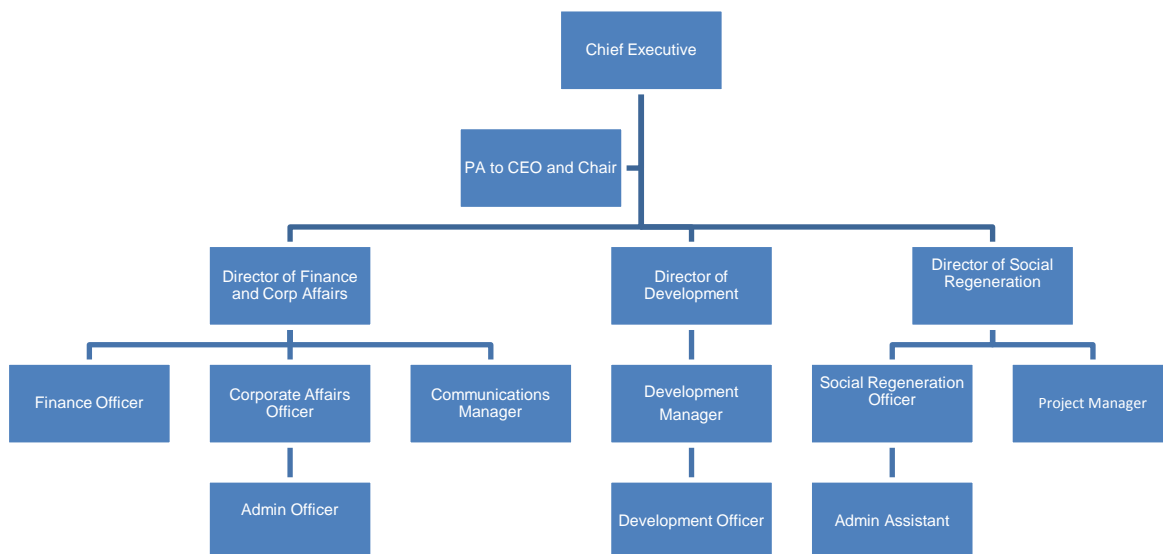 Chief Executive
PA to CEO and Chair
Director of Finance
and Corp Affairs
Director of
Development
Director of Social
Regeneration
Finance Officer
Corporate Affairs
Officer
Communications
Manager
Development
Manager
Social Regeneration
Officer
Project Manager
Admin Officer
Development Officer
Admin Assistant